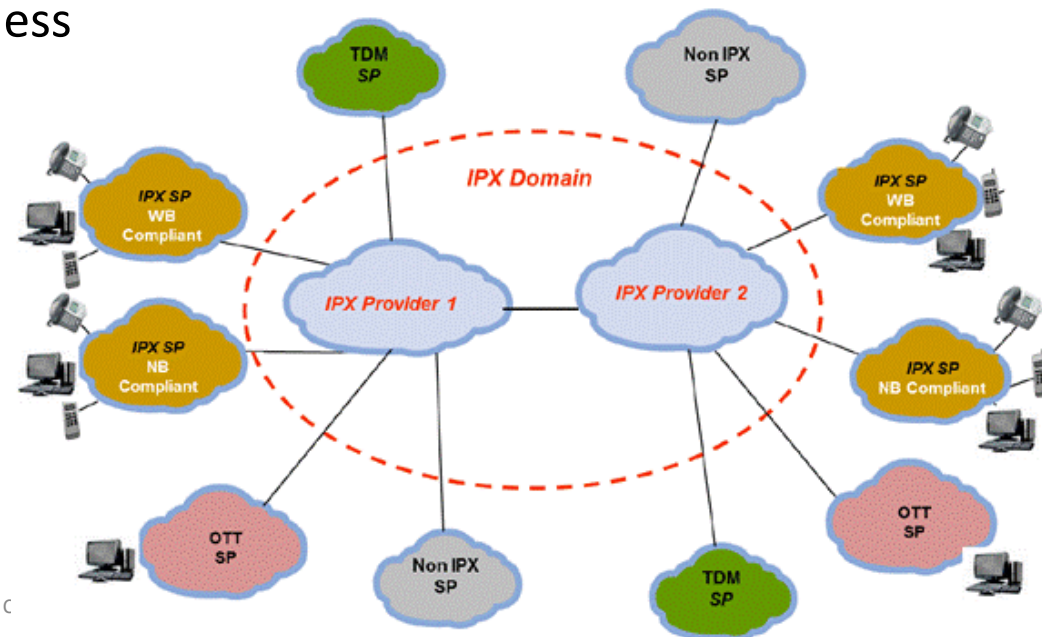 ess
TDM
SP
Non IPX
SP
IPX Domain
IPX SP
WB
Compliant
IPX SP
WB
Compliant
IPX Provider 1
IPX Provider 2
IPX SP
NB
Compliant
IPX SP
NB Compliant
OTT
SP
Non IPX
SP
TDM
SP
OTT
SP